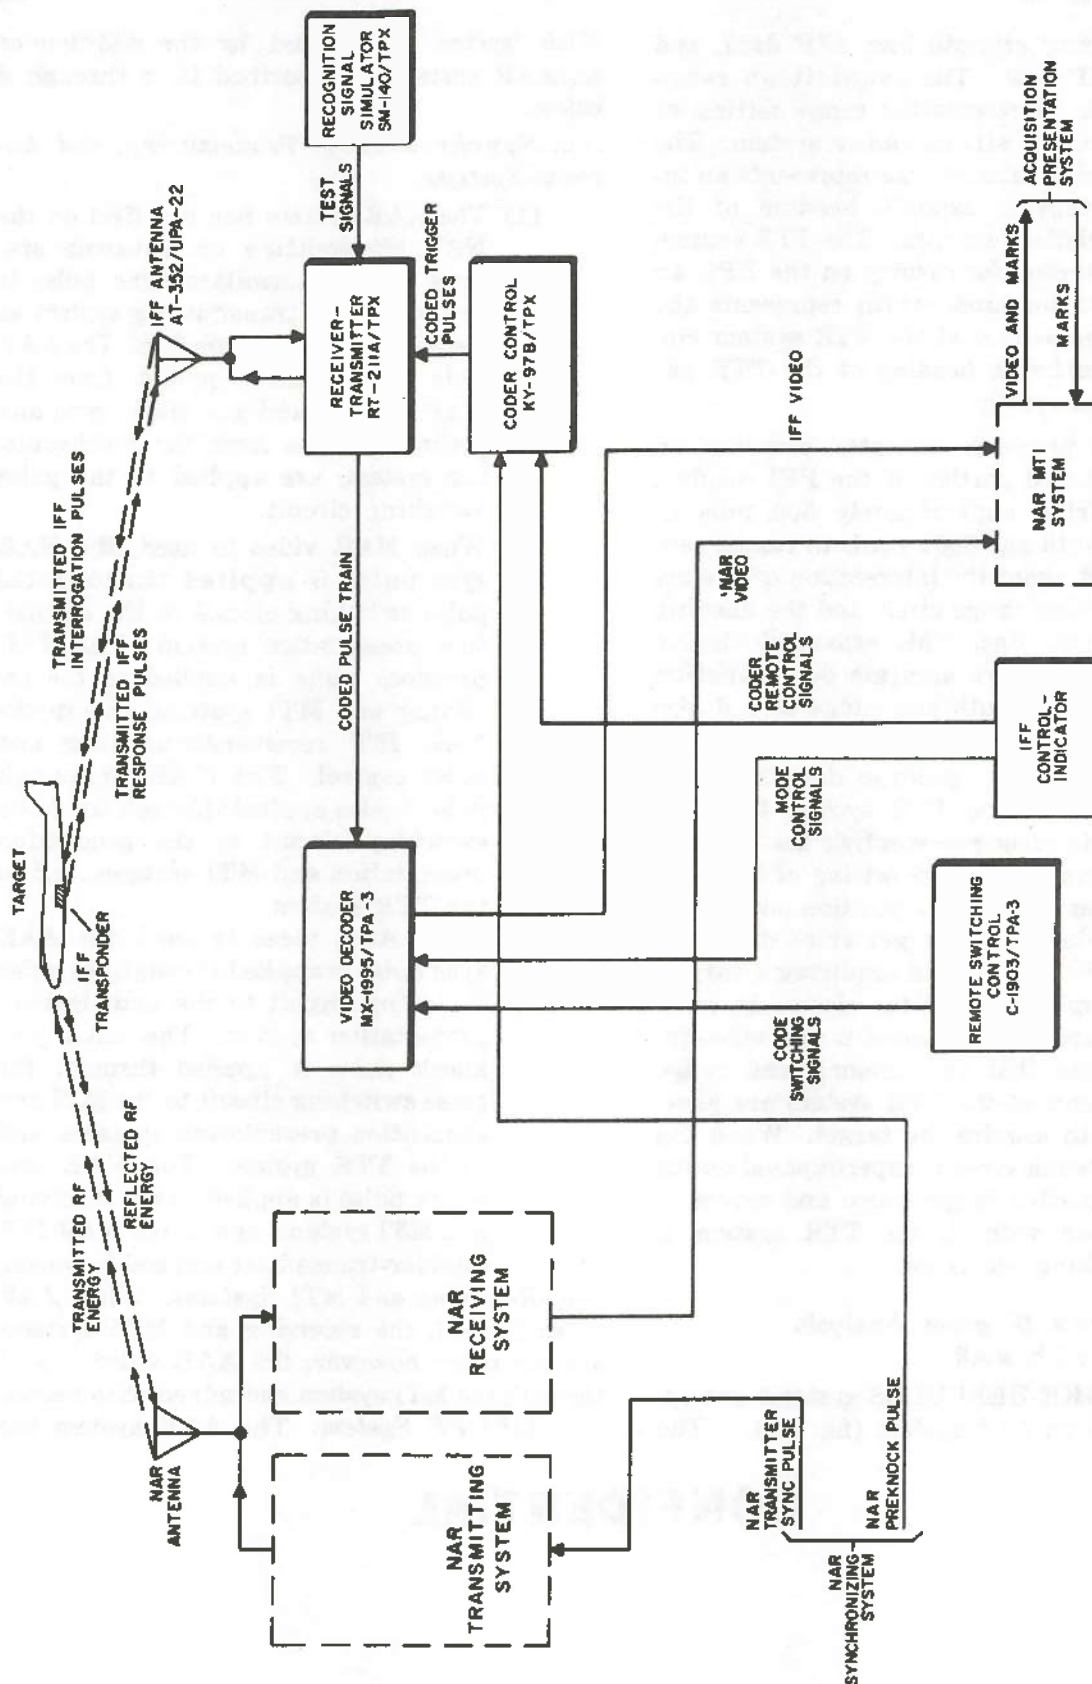 TARGET
IFF
TRANSPONDER
TRANSMITTED RF
ENERGY
REFLECTED RF
ENERGY
TRANSMITTED IFF
INTERROGATION PULSES
TRANSMITTED IFF
RESPONSE PULSES
NAR
ANTENNA
IFF ANTENNA
AT-352/UPA-22
NAR
TRANSMITTING
SYSTEM
NAR
RECEIVING
SYSTEM
VIDEO DECODER
MX-1995/TPA-3
CODED PULSE TRAIN
RECEIVER-
TRANSMITTER
RT-211A/TPX
TEST
SIGNALS
RECOGNITION
SIGNAL
SIMULATOR
SM-140/TPX
CODED TRIGGER
PULSES
CODER CONTROL
KY-97B/TPX
NAR
TRANSMITTER
SYNC PULSE
NAR
PREKNOCK PULSE
NAR
SYNCHRONIZING
SYSTEM
CODE
SWITCHING
SIGNALS
MODE
CONTROL
SIGNALS
CODER
REMOTE
CONTROL
SIGNALS
NAR
VIDEO
IFF VIDEO
REMOTE SWITCHING
CONTROL
C-1903/TPA-3
IFF
CONTROL-
INDICATOR
NAR MTI
SYSTEM
VIDEO AND MARKS
MARKS
ACQUISITION
PRESENTATION
SYSTEM